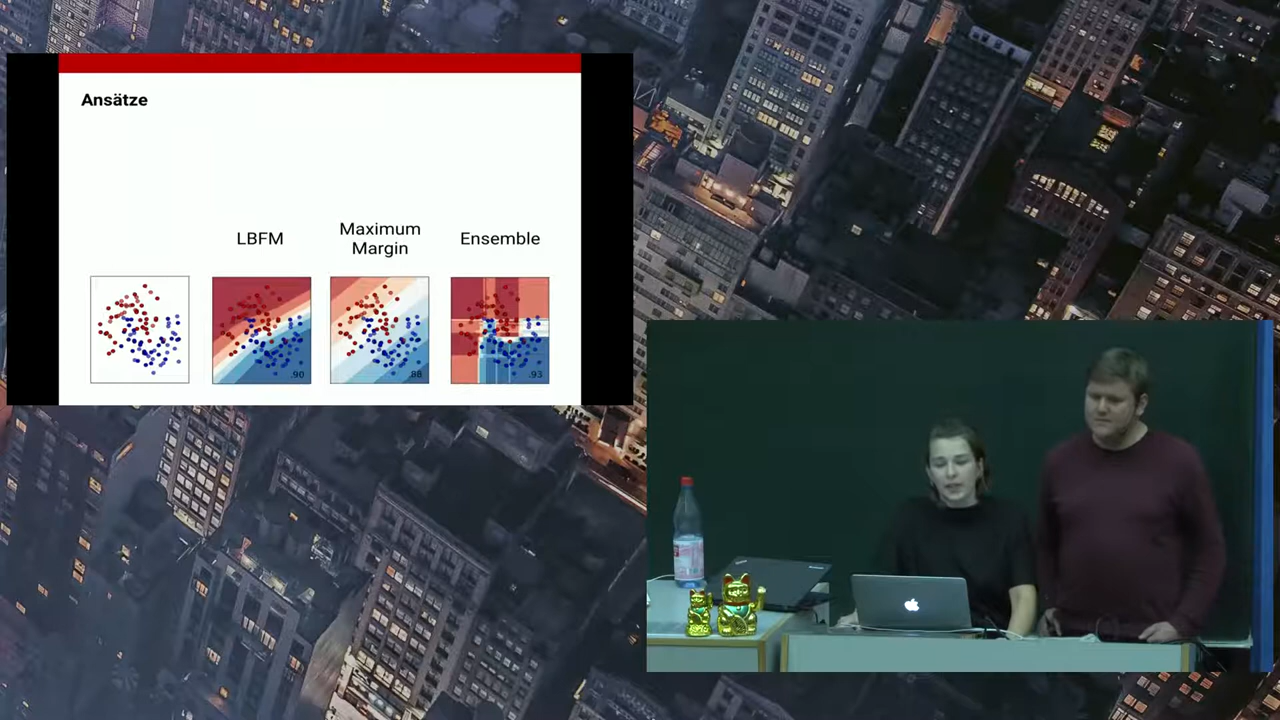 Ansätze
LBFM
Maximum
Margin
Ensemble
.90
.86
.93